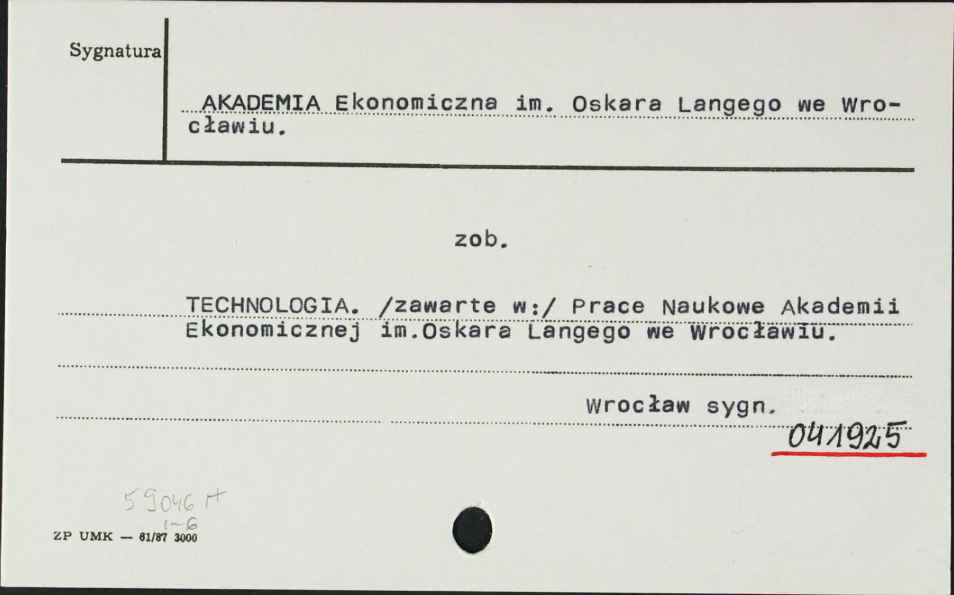 Sygnatura
AKADEMIA Ekonomiczna im. Oskara Langego we Wro-
cławiu.
zob.
TECHNOLOGIA. /zawarte w:/ Prace Naukowe Akademii
Ekonomicznej im.Oskara Langego we Wrocławiu.
Wrocław sygn.
041925
59046
1-6
ZP UMK — 61/87 3000